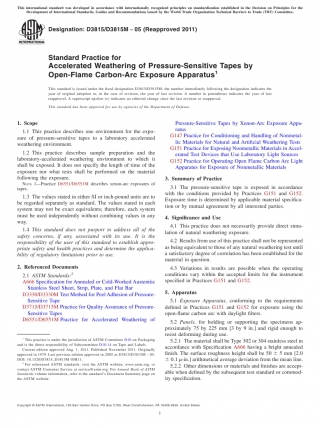 This international standard was developed in accordance with internationally recognized principles on standardization established in the Decision on Principles for the
Development of International Standards, Guides and Recommendations issued by the World Trade Organization Technical Barriers to Trade (TBT) Committee.
Designation: D3815/D3815M − 05 (Reapproved 2011)
Standard Practice for
Accelerated Weathering of Pressure-Sensitive Tapes by
Open-Flame Carbon-Arc Exposure Apparatus1
This standard is issued under the fixed designation D3815/D3815M; the number immediately following the designation indicates the
year of original adoption or, in the case of revision, the year of last revision. A number in parentheses indicates the year of last
reapproval. A superscript epsilon (ε) indicates an editorial change since the last revision or reapproval.
This standard has been approved for use by agencies of the Department of Defense.
1. Scope
1.1 This practice describes one environment for the expo-
sure of pressure-sensitive tapes to a laboratory accelerated
weathering environments.
1.2 This practice describes sample preparation and the
laboratory-accelerated weathering environment to which it
shall be exposed. It does not specify the length of time of the
exposure nor what tests shall be performed on the material
following the exposure.
NOTE 1—Practice D6551/D6551M describes xenon-arc exposures of
tapes.
1.3 The values stated in either SI or inch-pound units are to
be regarded separately as standard. The values stated in each
system may not be exact equivalents; therefore, each system
must be used independently without combining values in any
way.
1.4 This standard does not purport to address all of the
safety concerns, if any, associated with its use. It is the
responsibility of the user of this standard to establish appro-
priate safety and health practices and determine the applica-
bility of regulatory limitations prior to use.
2. Referenced Documents
2.1 ASTM Standards:2
A666 Specification for Annealed or Cold-Worked Austenitic
Stainless Steel Sheet, Strip, Plate, and Flat Bar
D3330/D3330M Test Method for Peel Adhesion of Pressure-
Sensitive Tape
D3715/D3715M Practice for Quality Assurance of Pressure-
Sensitive Tapes
D6551/D6551M Practice for Accelerated Weathering of
1 This practice is under the jurisdiction of ASTM Committee D10 on Packaging
and is the direct responsibility of Subcommittee D10.14 on Tape and Labels.
Current edition approved Aug. 1, 2011. Published November 2011. Originally
approved in 1979. Last previous edition approved in 2005 as D3815/D3815M – 05.
DOI: 10.1520/D3815_D3815M-05R11.
2 For referenced ASTM standards, visit the ASTM website, www.astm.org, or
contact ASTM Customer Service at service@astm.org. For Annual Book of ASTM
Standards volume information, refer to the standard's Document Summary page on
the ASTM website.
Pressure-Sensitive Tapes by Xenon-Arc Exposure Appa-
ratus
G147 Practice for Conditioning and Handling of Nonmetal-
lic Materials for Natural and Artificial Weathering Tests
G151 Practice for Exposing Nonmetallic Materials in Accel-
erated Test Devices that Use Laboratory Light Sources
G152 Practice for Operating Open Flame Carbon Arc Light
Apparatus for Exposure of Nonmetallic Materials
3. Summary of Practice
3.1 The pressure-sensitive tape is exposed in accordance
with the conditions provided by Practices G151 and G152.
Exposure time is determined by applicable material specifica-
tion or by mutual agreement by all interested parties.
4. Significance and Use
4.1 This practice does not necessarily provide direct simu-
lation of natural weathering exposure.
4.2 Results from use of this practice shall not be represented
as being equivalent to those of any natural weathering test until
a satisfactory degree of correlation has been established for the
material in question.
4.3 Variations in results are possible when the operating
conditions vary within the accepted limits for the instrument
specified in Practices G151 and G152.
5. Apparatus
5.1 Exposure Apparatus, conforming to the requirements
defined in Practices G151 and G152 for exposure using the
open-flame carbon arc with daylight filters.
5.2 Panels, for holding or supporting the specimens ap-
proximately 75 by 225 mm [3 by 9 in.] and rigid enough to
resist deforming during use.
5.2.1 The material shall be Type 302 or 304 stainless steel in
accordance with Specification A666 having a bright annealed
finish. The surface roughness shall be 50 ± 5 nm [2.0
± 0.1 µ in.] arithmetical average deviation from the mean line.
5.2.2 Other dimensions or materials and finishes are accept-
able when defined by the subsequent test standard or commod-
ity specification.
Copyright © ASTM International, 100 Barr Harbor Drive, PO Box C700, West Conshohocken, PA 19428-2959. United States
1